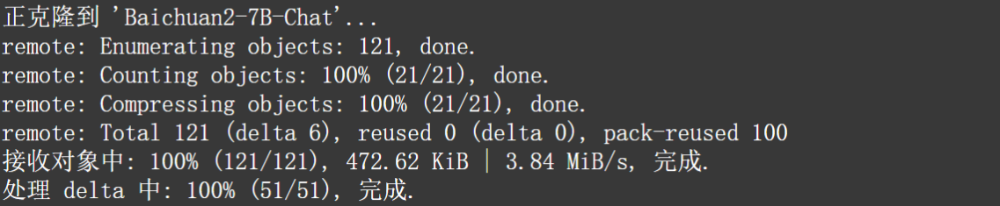 正克隆到 'Baichuan2-7B-Chat'...
remote: Enumerating objects: 121, done.
remote: Counting objects: 100% (21/21), done.
remote: Compressing objects: 100% (21/21), done.
remote: Total 121 (delta 6), reused 0 (delta 0), pack-reused 100
接收对象中: 100% (121/121), 472.62 KiB | 3.84 MiB/s, 完成.
处理 delta 中: 100% (51/51), 完成.